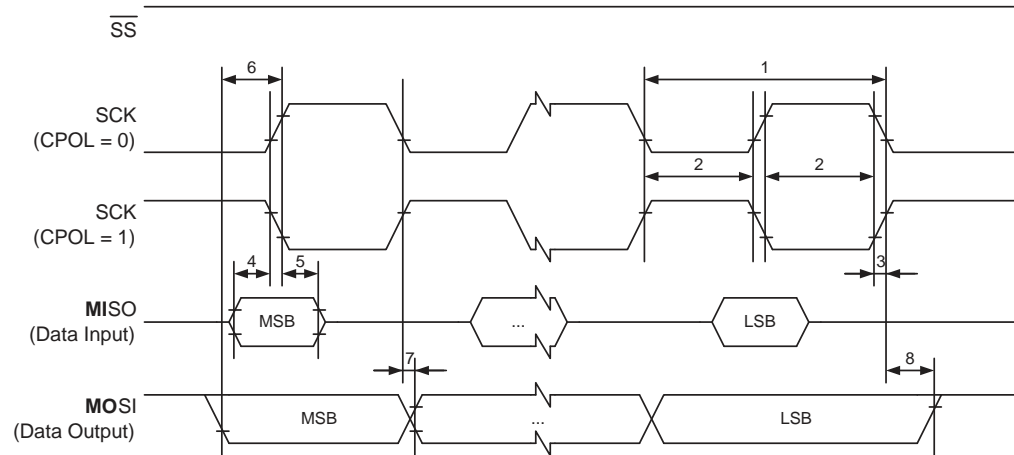 SS
6
1
SCK
(CPOL = 0)
2
2
SCK
(CPOL = 1)
4
5
3
MISO
(Data Input)
MSB
...
LSB
7
8
MOSI
(Data Output)
MSB
...
LSB